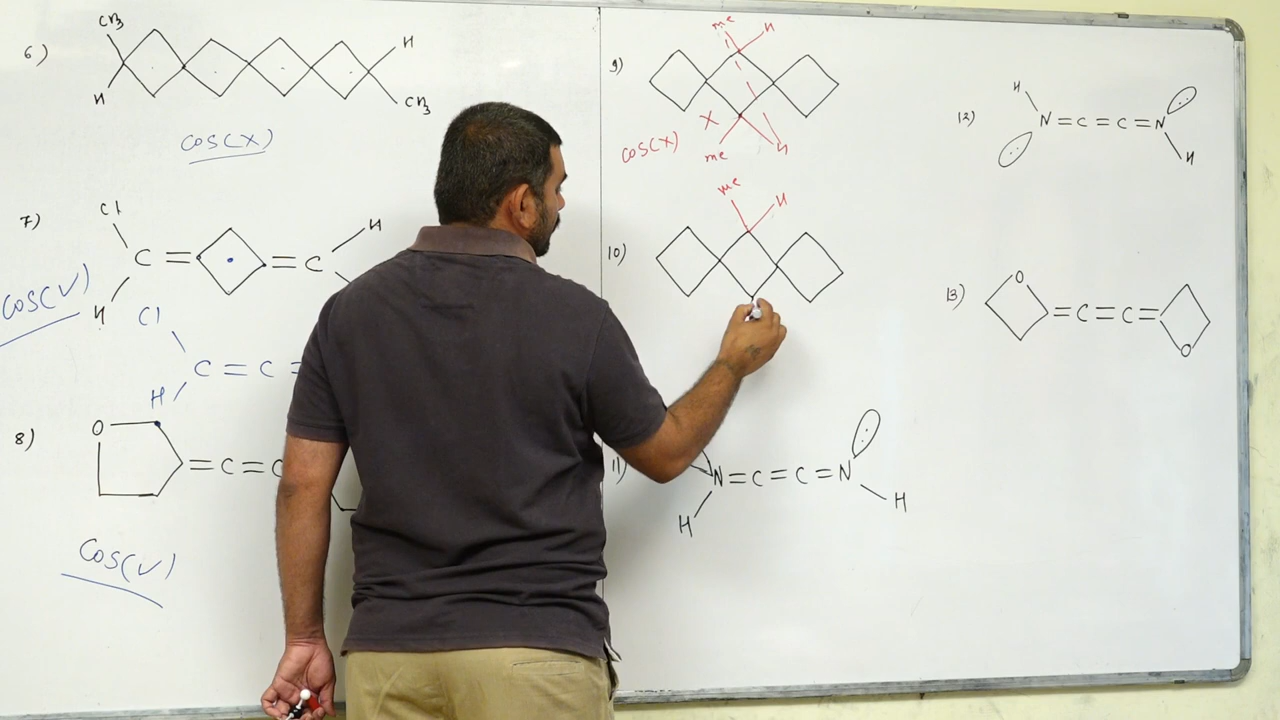 6)
CH3
H
H
CH3
COS(X)
7)
Cl
C = = C
H
H
COS(√)
Cl
C = C =
H
8)
O
= C = C
COS(√)
9)
me
H
X
COS(X)
me
H
10)
me
H
11)
N = C = C = N
H
H
12)
H
N = C = C = N
H
13)
O
= C = C =
O